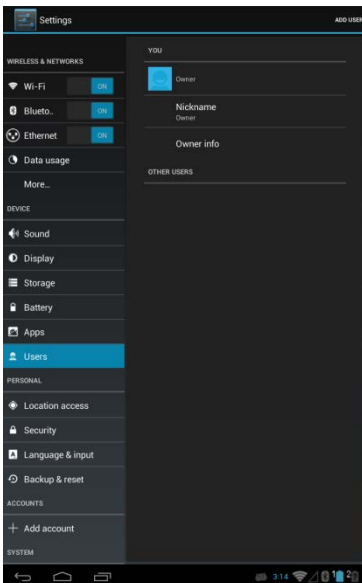 Settings
ADD USER
WIRELESS & NETWORKS
Wi-Fi ON
Blueto.. ON
Ethernet ON
Data usage
More...
DEVICE
Sound
Display
Storage
Battery
Apps
Users
PERSONAL
Location access
Security
Language & input
Backup & reset
ACCOUNTS
Add account
SYSTEM
YOU
Owner
Nickname
Owner
Owner info
OTHER USERS
3:14